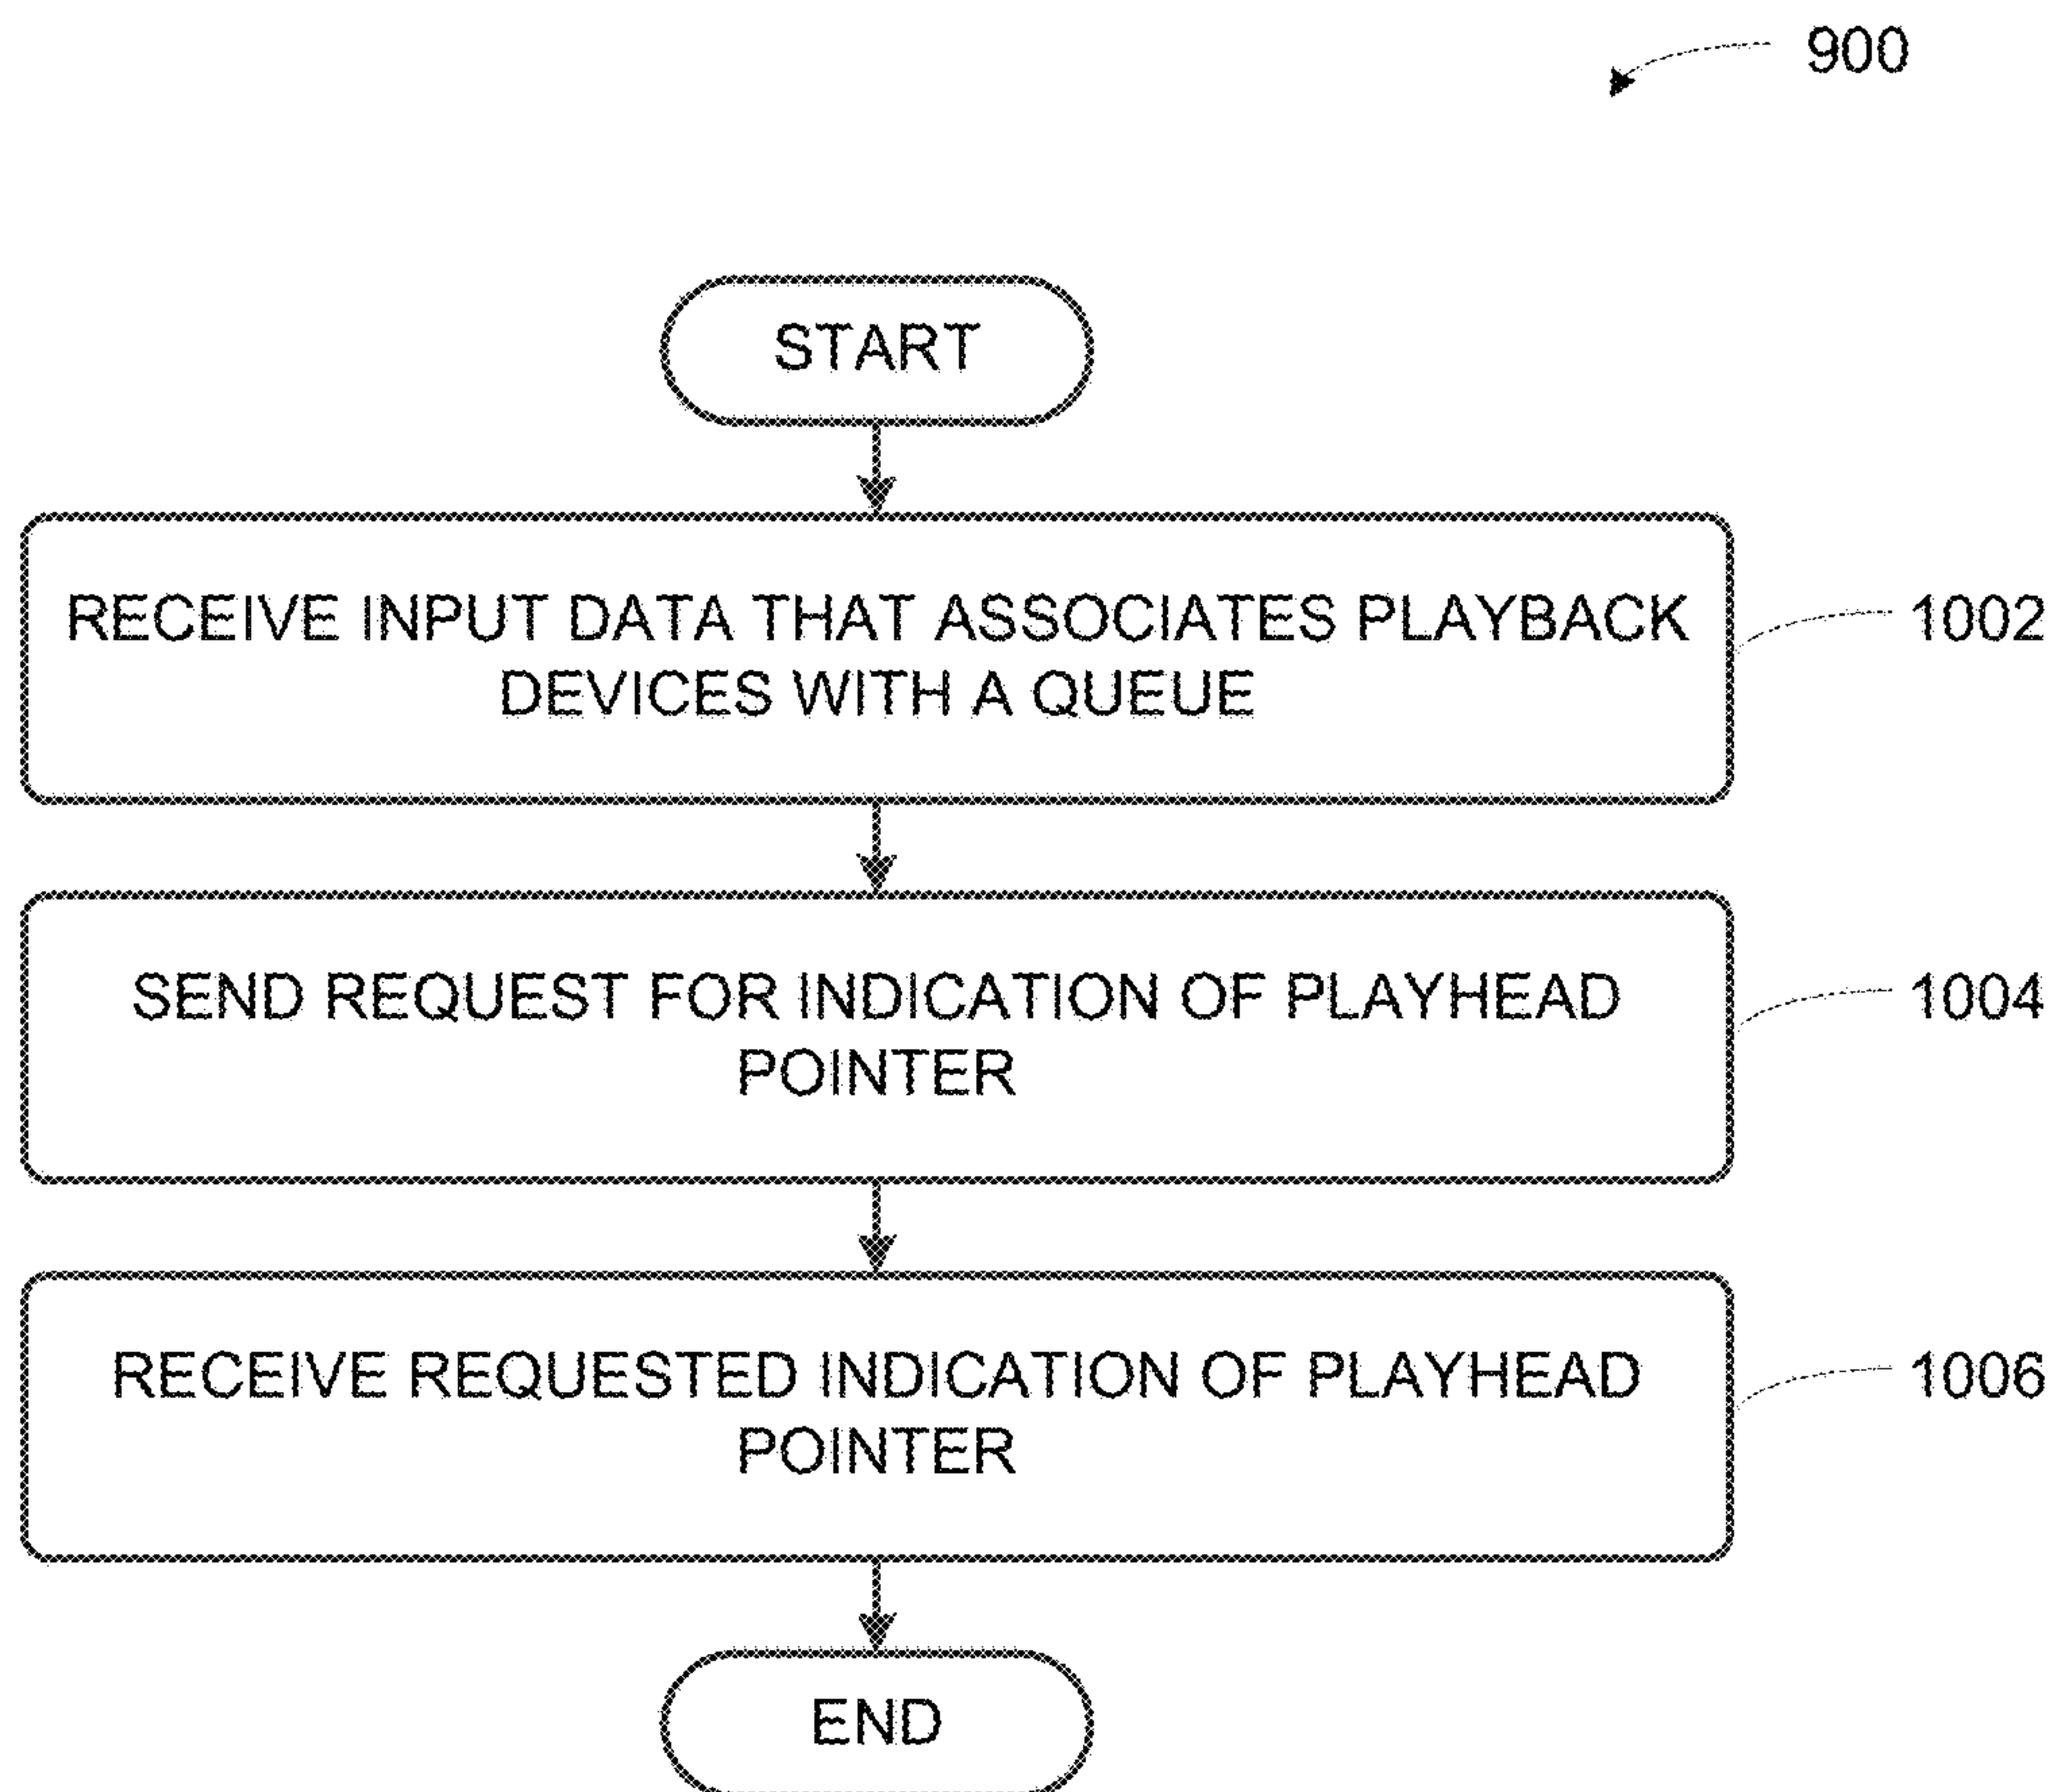 900
START
RECEIVE INPUT DATA THAT ASSOCIATES PLAYBACK
DEVICES WITH A QUEUE
1002
SEND REQUEST FOR INDICATION OF PLAYHEAD
POINTER
1004
RECEIVE REQUESTED INDICATION OF PLAYHEAD
POINTER
1006
END